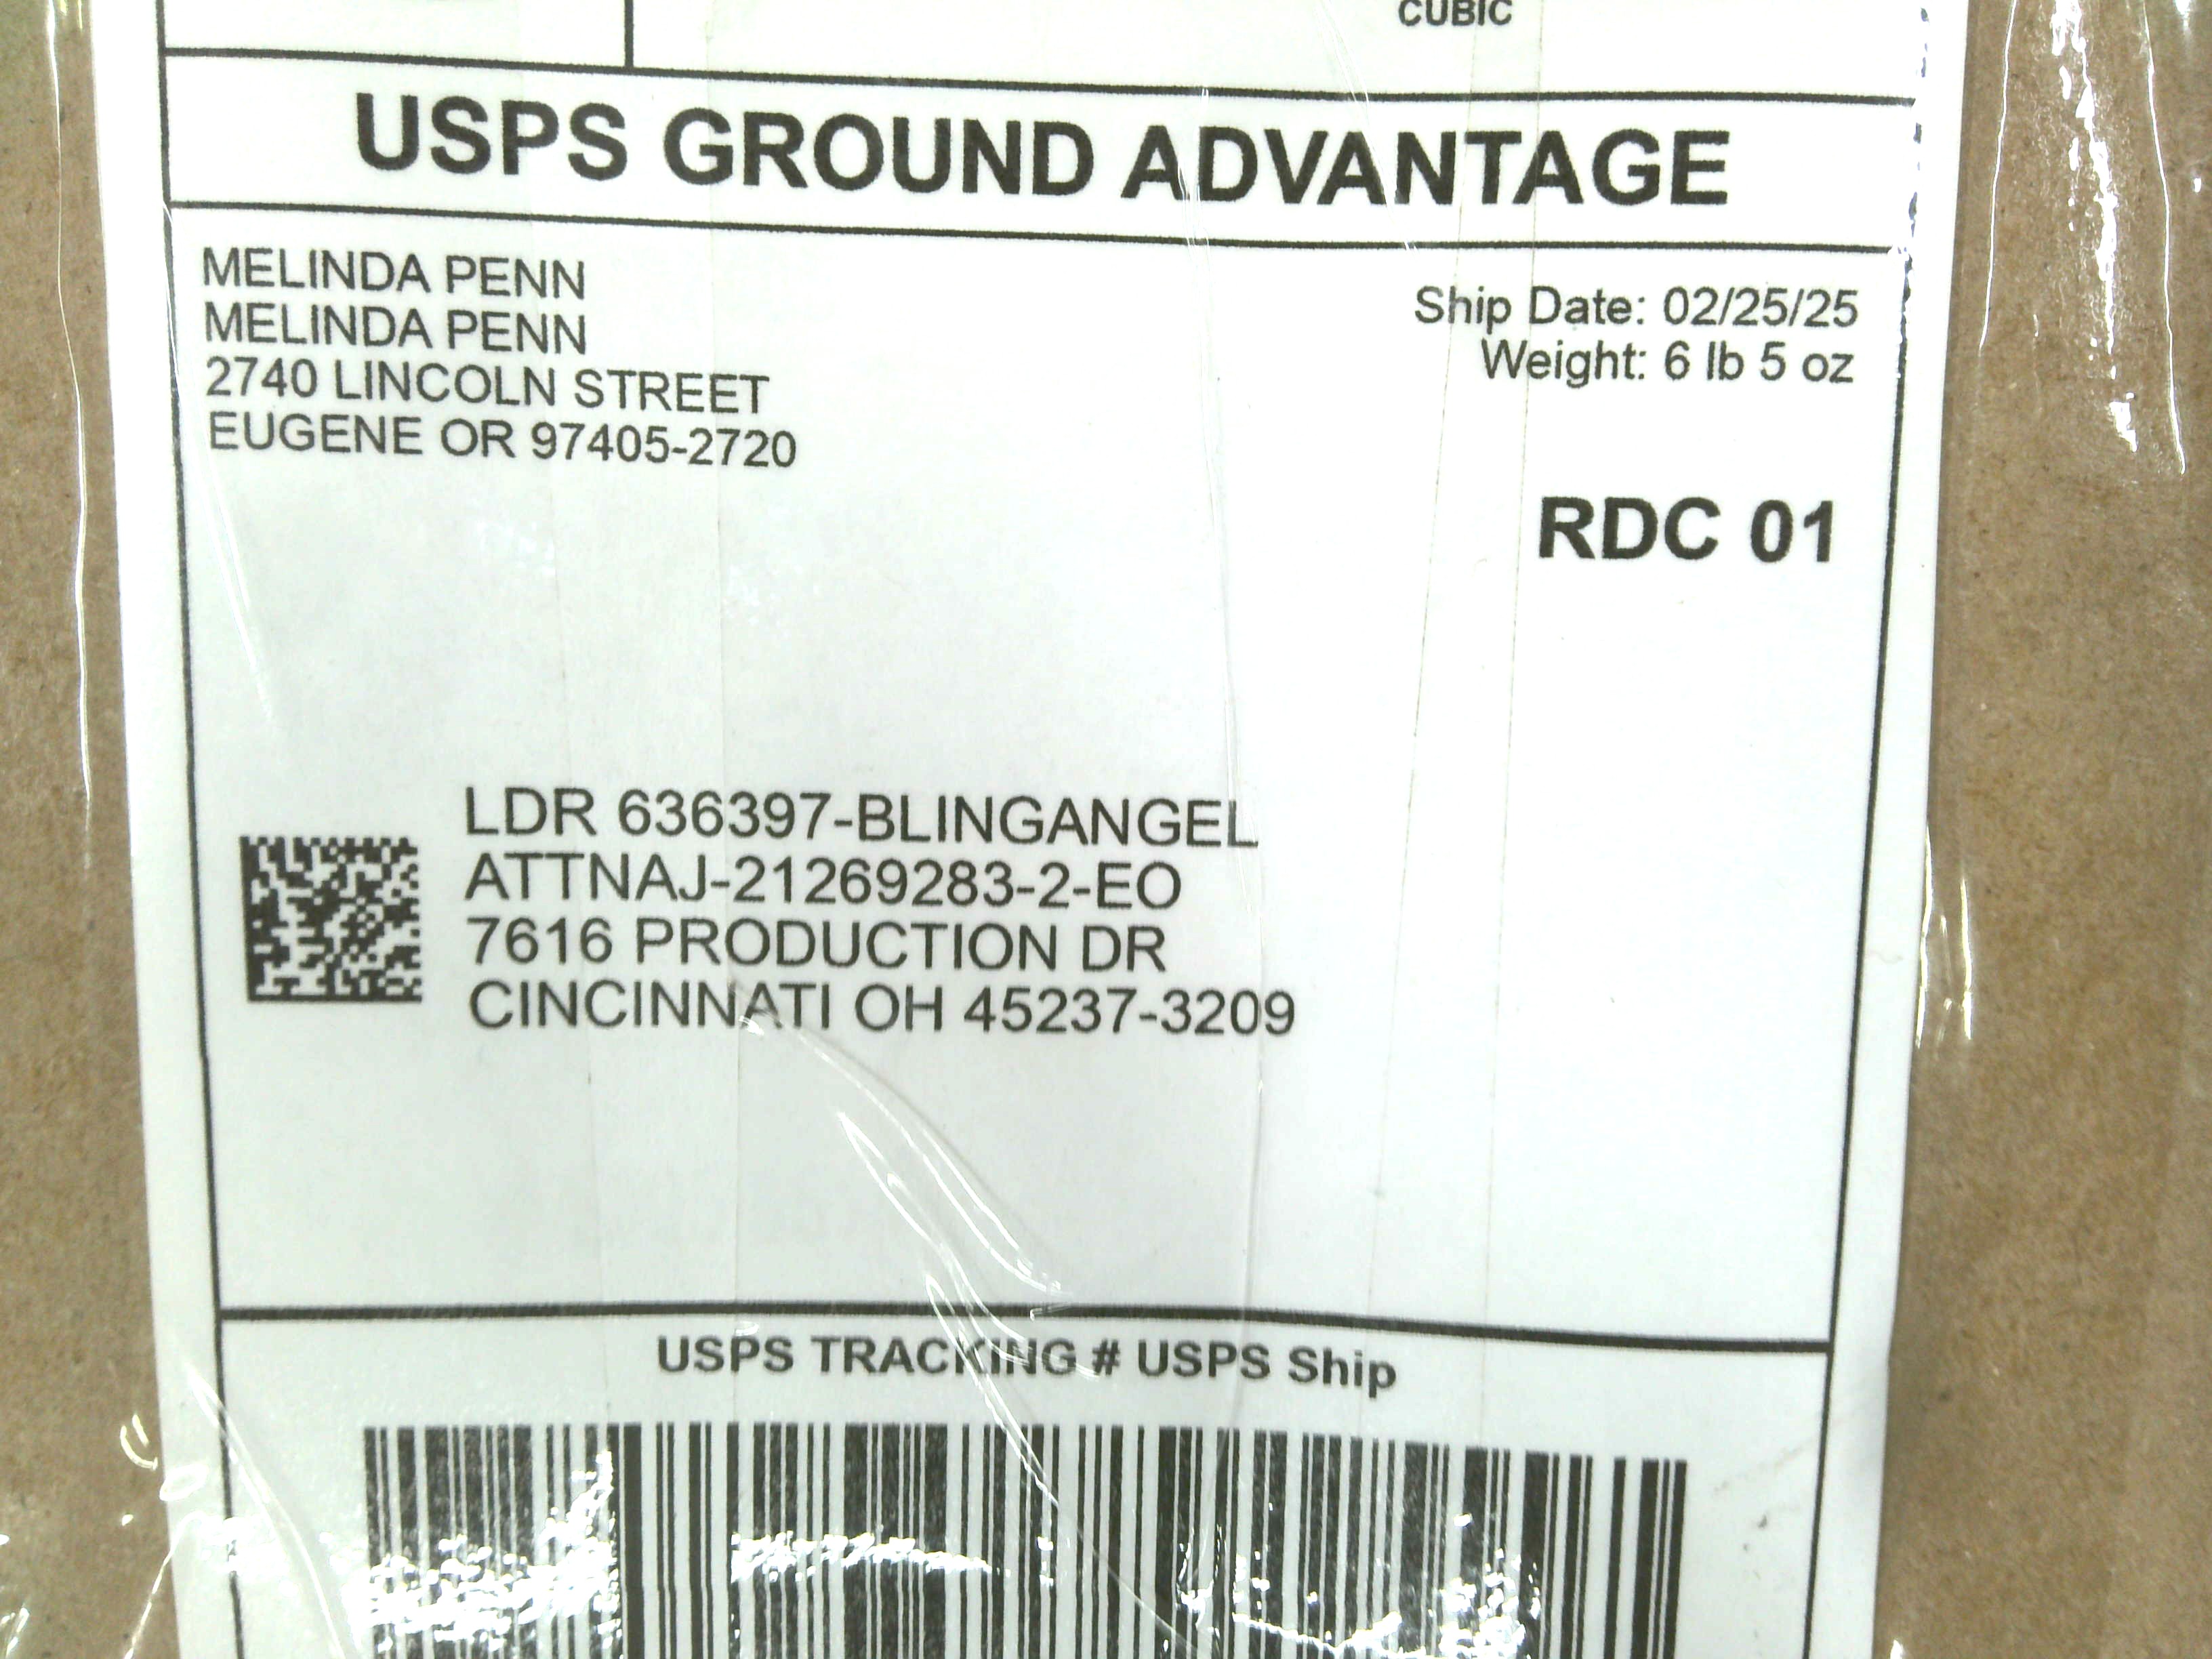 CUBIC
USPS GROUND ADVANTAGE
MELINDA PENN
MELINDA PENN
2740 LINCOLN STREET
EUGENE OR 97405-2720
Ship Date: 02/25/25
Weight: 6 lb 5 oz
RDC 01
LDR 636397-BLINGANGEL
ATTNAJ-21269283-2-EO
7616 PRODUCTION DR
CINCINNATI OH 45237-3209
USPS TRACKING # USPS Ship